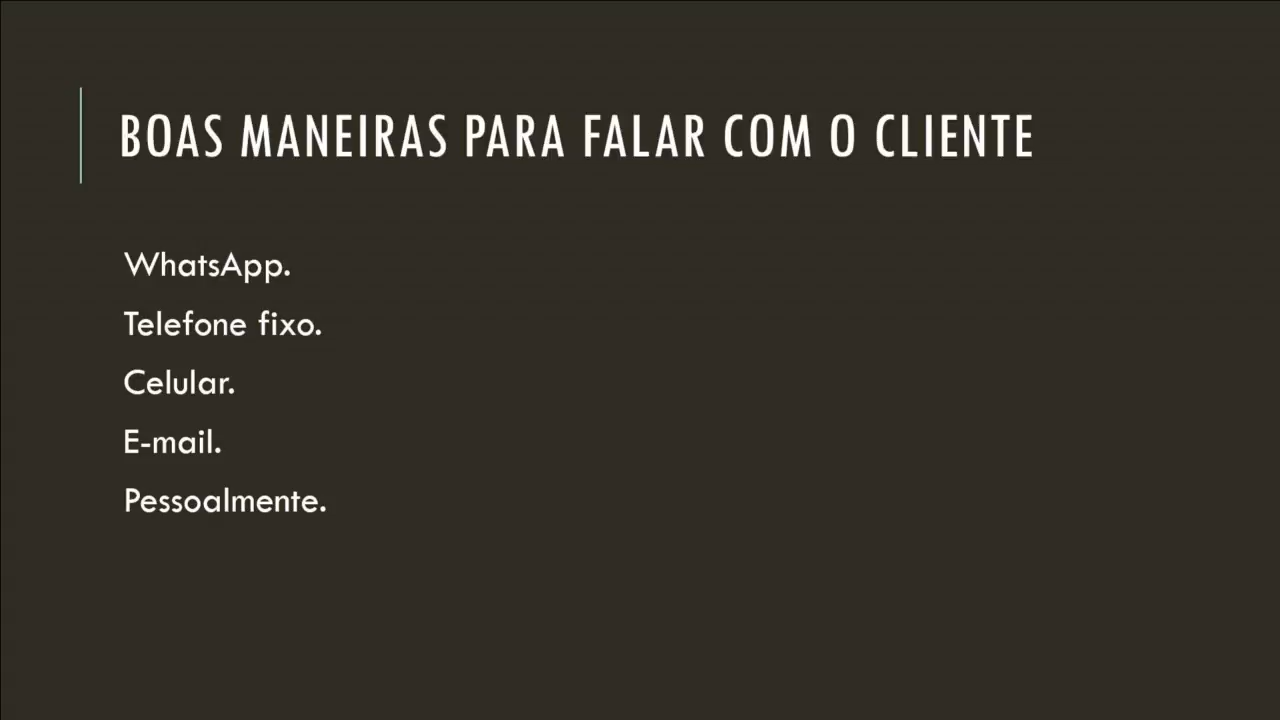 BOAS MANEIRAS PARA FALAR COM O CLIENTE
WhatsApp.
Telefone fixo.
Celular.
E-mail.
Pessoalmente.